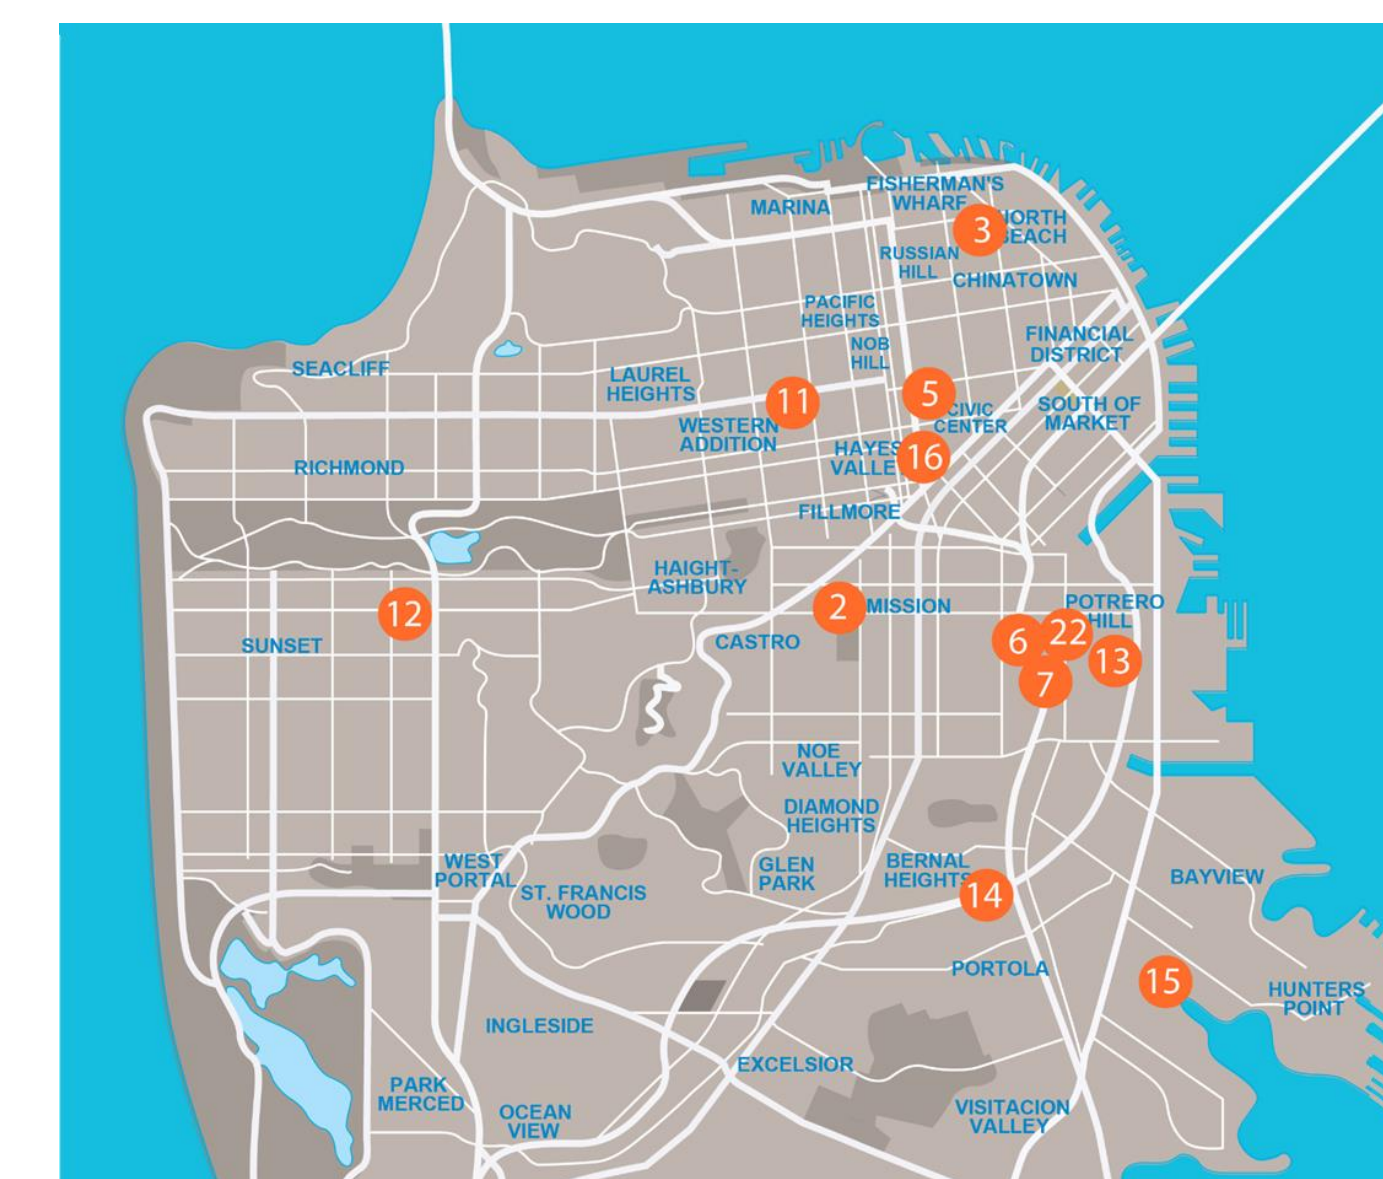 FISHERMAN'S
WHARF
MARINA
3
NORTH
BEACH
RUSSIAN
HILL
CHINATOWN
PACIFIC
HEIGHTS
FINANCIAL
DISTRICT
NOB
HILL
SEACLIFF
LAUREL
HEIGHTS
11
5
CIVIC
CENTER
SOUTH OF
MARKET
WESTERN
ADDITION
HAYES
VALLEY
16
RICHMOND
FILLMORE
HAIGHT-
ASHBURY
12
2
MISSION
POTRERO
HILL
SUNSET
CASTRO
6
22
13
7
NOE
VALLEY
DIAMOND
HEIGHTS
WEST
PORTAL
ST. FRANCIS
WOOD
GLEN
PARK
BERNAL
HEIGHTS
14
BAYVIEW
PORTOLA
15
HUNTERS
POINT
INGLESIDE
EXCELSIOR
PARK
MERCED
OCEAN
VIEW
VISITACION
VALLEY